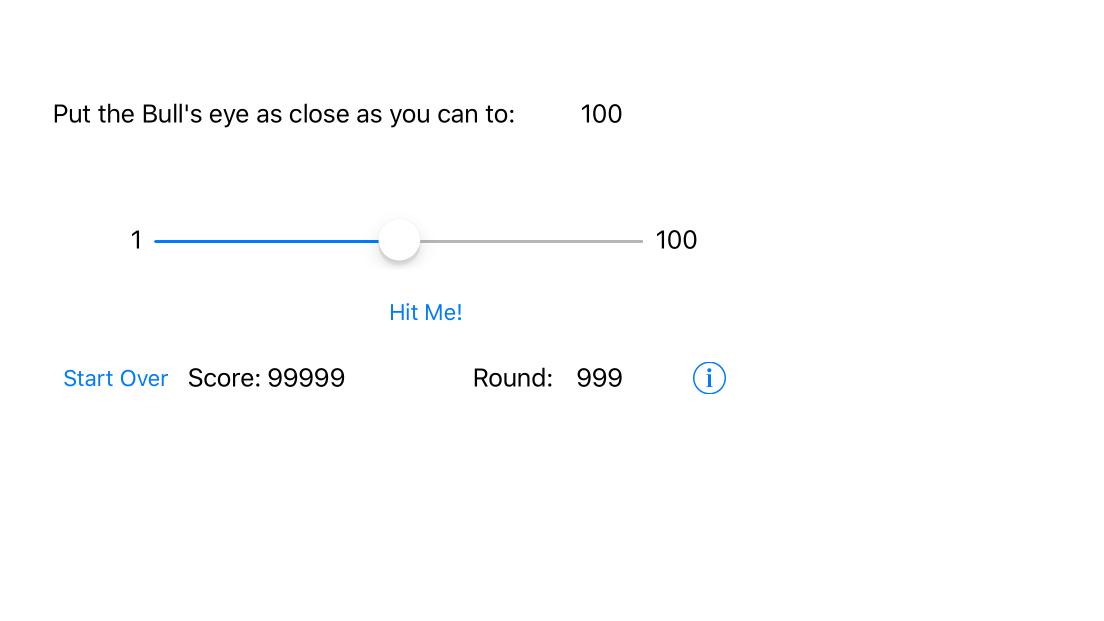 Put the Bull's eye as close as you can to: 100
1 100
Hit Me!
Start Over Score: 99999 Round: 999 i